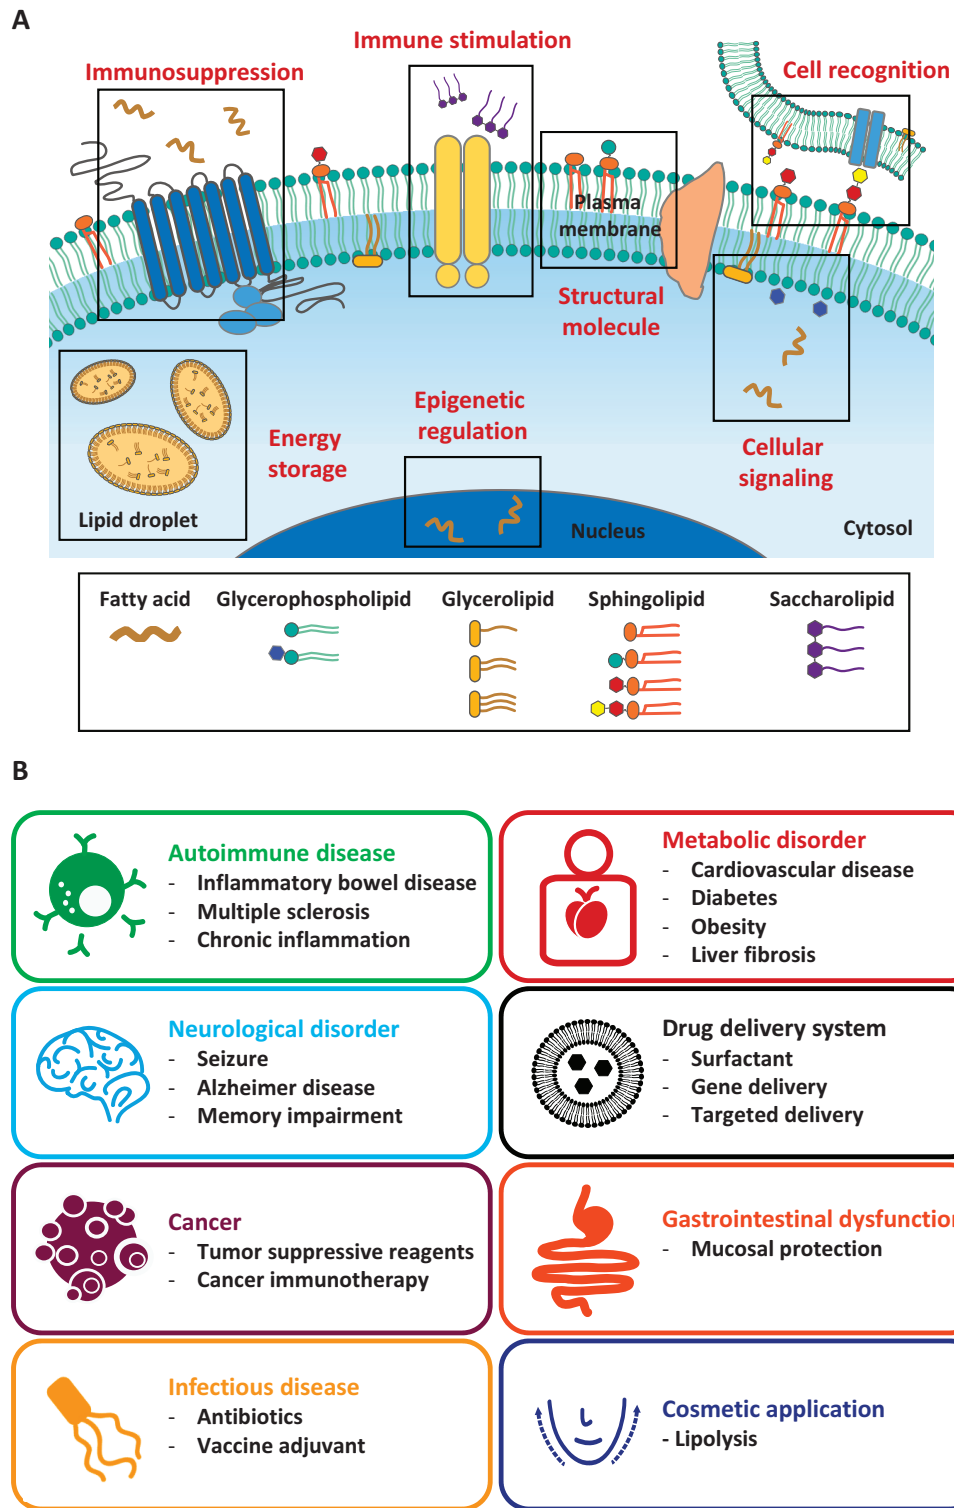 A
Immune stimulation
Immunosuppression
Cell recognition
Plasma
membrane
Structural
molecule
Epigenetic
regulation
Energy
storage
Cellular
signaling
Lipid droplet
Nucleus
Cytosol
Fatty acid
Glycerophospholipid
Glycerolipid
Sphingolipid
Saccharolipid
B
Autoimmune disease
- Inflammatory bowel disease
- Multiple sclerosis
- Chronic inflammation
Metabolic disorder
- Cardiovascular disease
- Diabetes
- Obesity
- Liver fibrosis
Neurological disorder
- Seizure
- Alzheimer disease
- Memory impairment
Drug delivery system
- Surfactant
- Gene delivery
- Targeted delivery
Cancer
- Tumor suppressive reagents
- Cancer immunotherapy
Gastrointestinal dysfunction
- Mucosal protection
Infectious disease
- Antibiotics
- Vaccine adjuvant
Cosmetic application
- Lipolysis